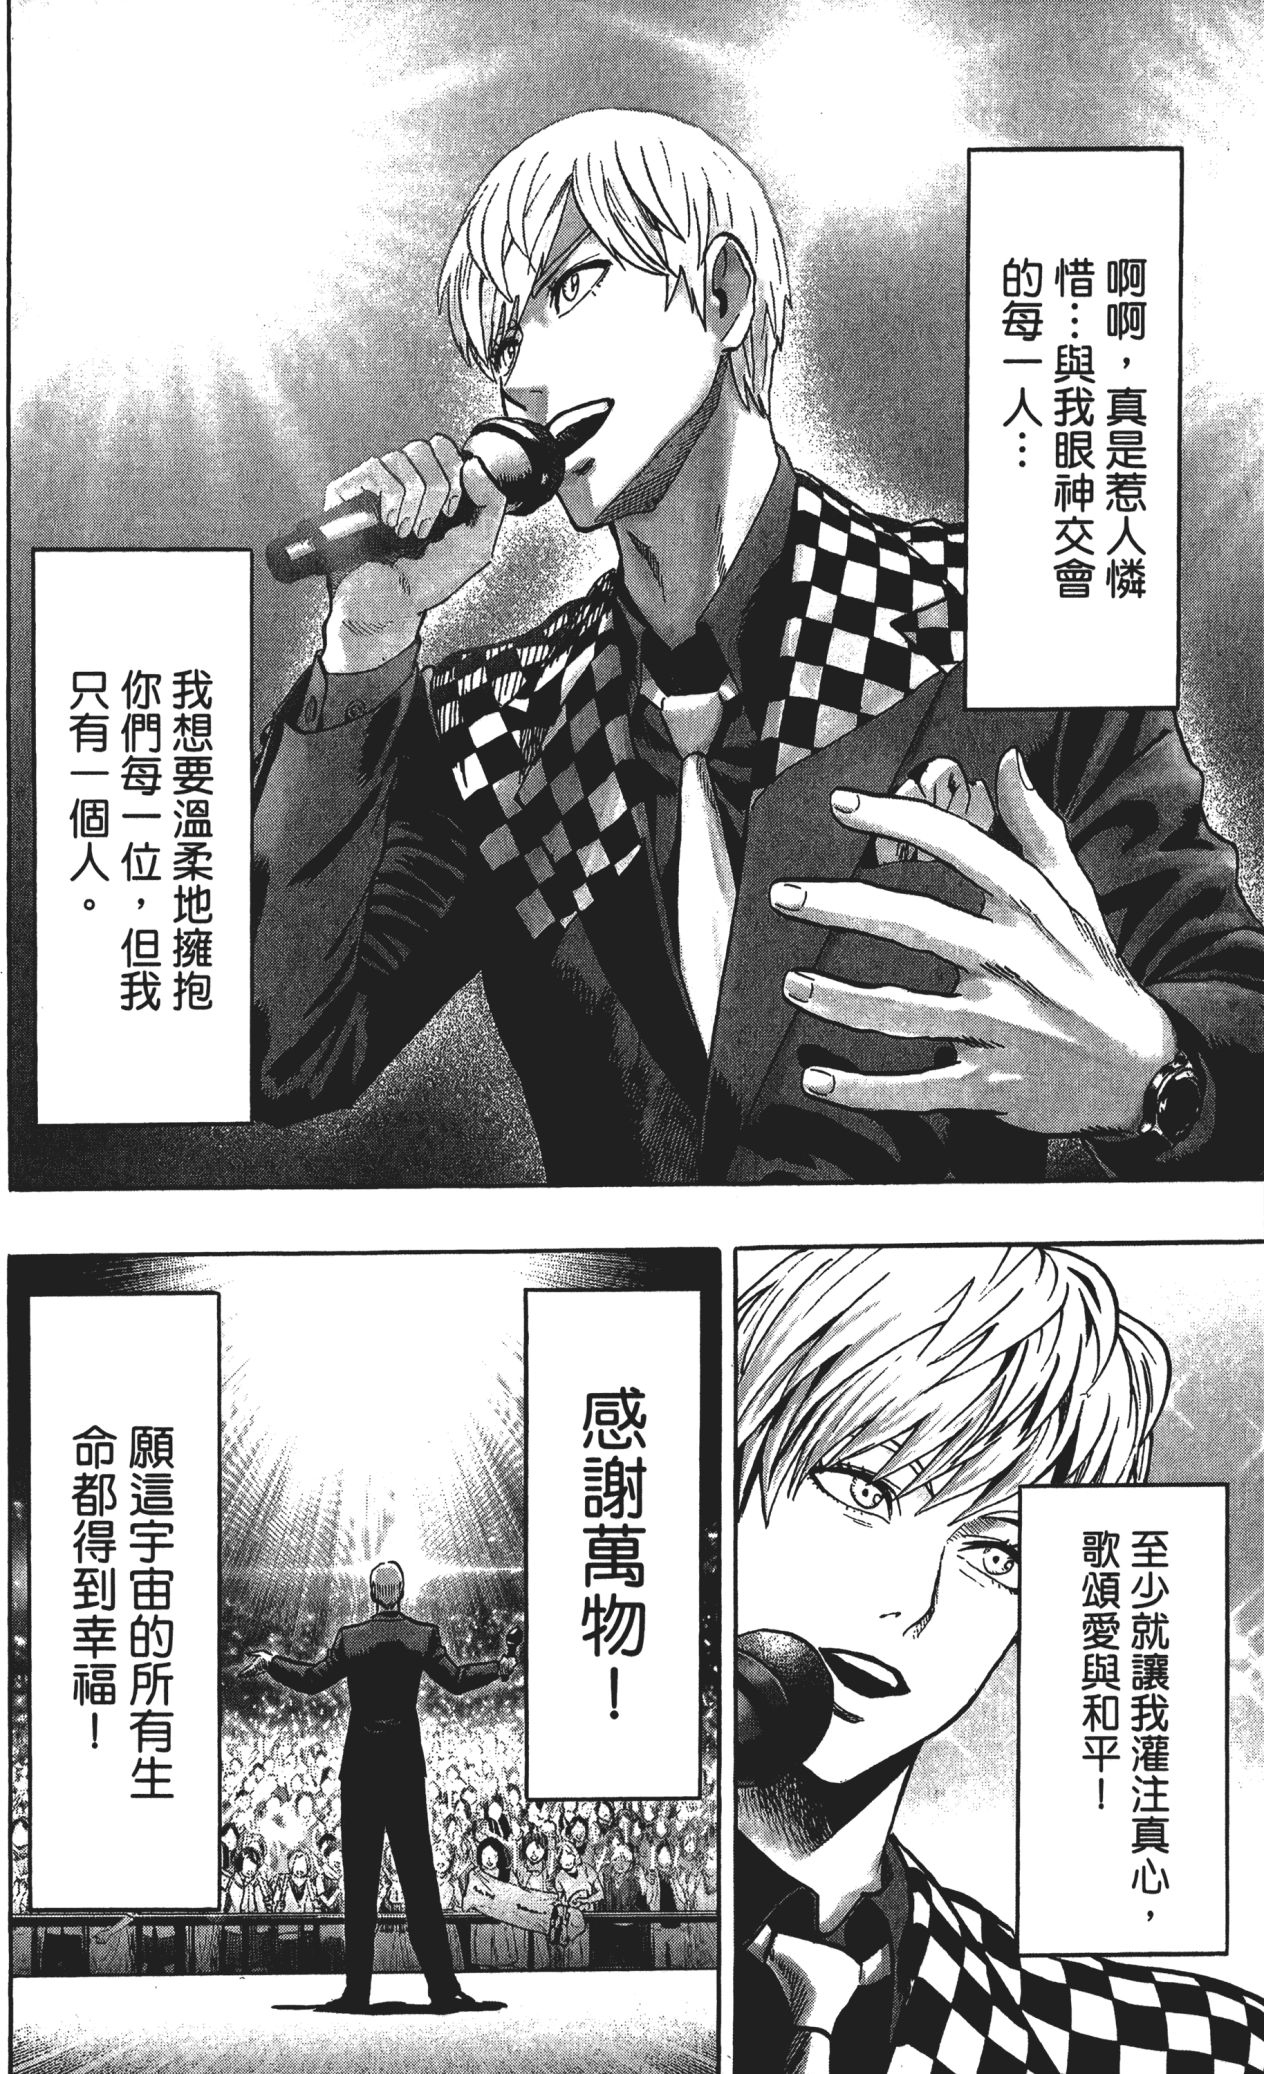 啊啊，真是惹人憐
惜…與我眼神交會
的每一人…
我想要溫柔地擁抱
你們每一位，但我
只有一個人。
至少就讓我灌注真心，
歌頌愛與和平！
感謝萬物！
願這宇宙的所有生
命都得到幸福！